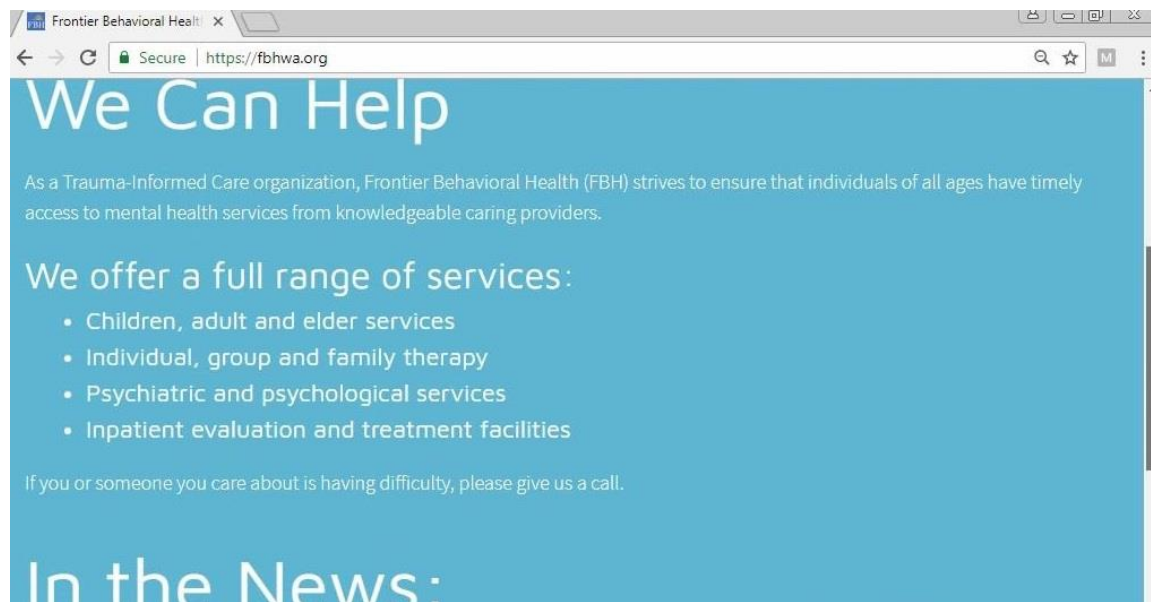 Frontier Behavioral Healt
Secure | https://fbhwa.org
M
We Can Help
As a Trauma-Informed Care organization, Frontier Behavioral Health (FBH) strives to ensure that individuals of all ages have timely
access to mental health services from knowledgeable caring providers.
We offer a full range of services:
• Children, adult and elder services
• Individual, group and family therapy
• Psychiatric and psychological services
• Inpatient evaluation and treatment facilities
If you or someone you care about is having difficulty, please give us a call.
In the News: